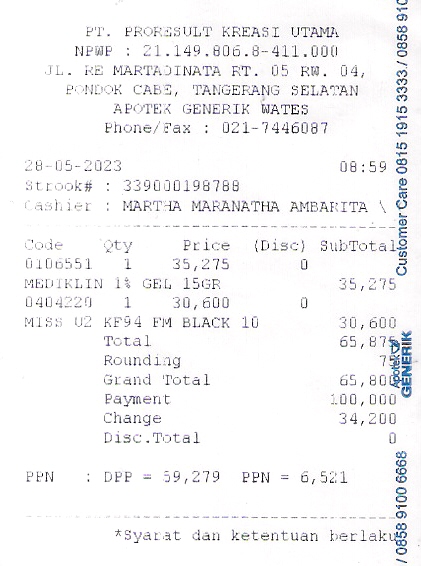 PT. PRORESULT KREASI UTAMA
NPWP : 21.149.806.8-411.000
JL. RE MARTADINATA RT. 05 RW. 04,
PONDOK CABE, TANGERANG SELATAN
APOTEK GENERIK WATES
Phone/Fax : 021-7446087
28-05-2023 08:59
Strook# : 339000198788
Cashier : MARTHA MARANATHA AMBARITA \
Code Qty Price (Disc) SubTotal
0106551 1 35,275 0
MEDIKLIN 1% GEL 15GR 35,275
0404220 1 30,600 0
MISS U2 KF94 FM BLACK 10 30,600
Total 65,875
Rounding 75
Grand Total 65,800
Payment 100,000
Change 34,200
Disc.Total 0
PPN : DPP = 59,279 PPN = 6,521
*Syarat dan ketentuan berlaku
Customer Care 0815 1915 3333 / 0858 910
Apotek
GENERIK
/ 0858 9100 6668